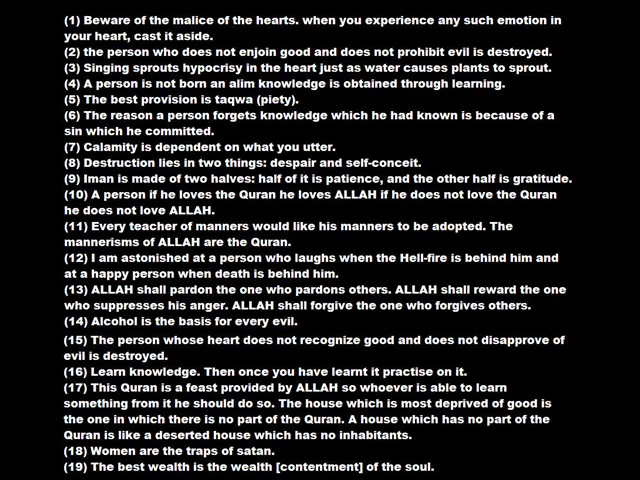 (1) Beware of the malice of the hearts. when you experience any such emotion in
your heart, cast it aside.
(2) the person who does not enjoin good and does not prohibit evil is destroyed.
(3) Singing sprouts hypocrisy in the heart just as water causes plants to sprout.
(4) A person is not born an alim knowledge is obtained through learning.
(5) The best provision is taqwa (piety).
(6) The reason a person forgets knowledge which he had known is because of a
sin which he committed.
(7) Calamity is dependent on what you utter.
(8) Destruction lies in two things: despair and self-conceit.
(9) Iman is made of two halves: half of it is patience, and the other half is gratitude.
(10) A person if he loves the Quran he loves ALLAH if he does not love the Quran
he does not love ALLAH.
(11) Every teacher of manners would like his manners to be adopted. The
mannerisms of ALLAH are the Quran.
(12) I am astonished at a person who laughs when the Hell-fire is behind him and
at a happy person when death is behind him.
(13) ALLAH shall pardon the one who pardons others. ALLAH shall reward the one
who suppresses his anger. ALLAH shall forgive the one who forgives others.
(14) Alcohol is the basis for every evil.
(15) The person whose heart does not recognize good and does not disapprove of
evil is destroyed.
(16) Learn knowledge. Then once you have learnt it practise on it.
(17) This Quran is a feast provided by ALLAH so whoever is able to learn
something from it he should do so. The house which is most deprived of good is
the one in which there is no part of the Quran. A house which has no part of the
Quran is like a deserted house which has no inhabitants.
(18) Women are the traps of satan.
(19) The best wealth is the wealth [contentment] of the soul.